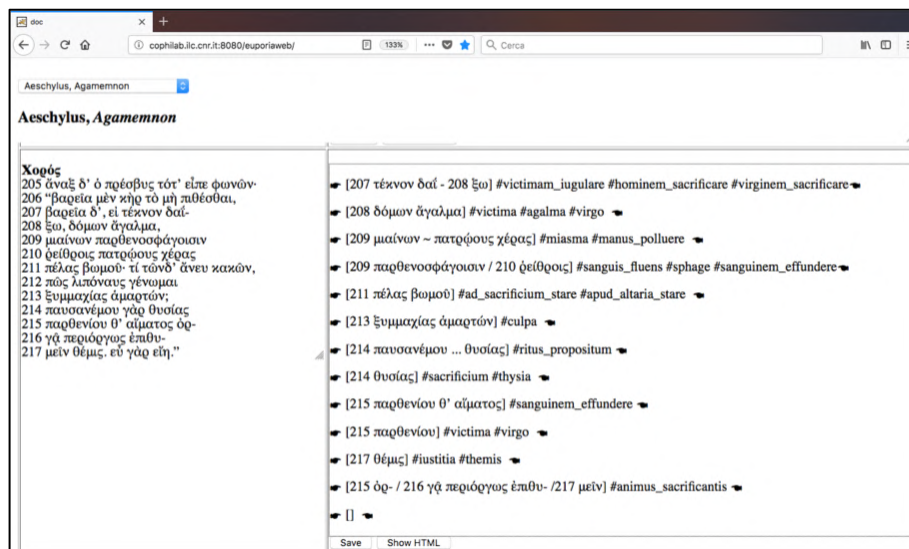 doc
cophilab.ilc.cnr.it:8080/euporiaweb/
133%
Cerca
Aeschylus, Agamemnon
Aeschylus, Agamemnon
Χορός
205 ἄναξ δ’ ὁ πρέσβυς τότ’ εἶπε φωνῶν·
206 “βαρεῖα μὲν κὴρ τὸ μὴ πιθέσθαι,
207 βαρεῖα δ’, εἰ τέκνον δαΐ-
208 ξω, δόμων ἄγαλμα,
209 μιαίνων παρθενοσφάγοισιν
210 ῥείθροις πατρῴους χέρας
211 πέλας βωμοῦ· τί τῶνδ’ ἄνευ κακῶν,
212 πῶς λιπόναυς γένωμαι
213 ξυμμαχίας ἁμαρτών;
214 παυσανέμου γὰρ θυσίας
215 παρθενίου θ’ αἵματος ὀρ-
216 γᾷ περιόργως ἐπιθυ-
217 μεῖν θέμις. εὖ γὰρ εἴη.”
[207 τέκνον δαΐ - 208 ξω] #victimam_iugulare #hominem_sacrificare #virginem_sacrificare
[208 δόμων ἄγαλμα] #victima #agalma #virgo
[209 μιαίνων ~ πατρῴους χέρας] #miasma #manus_polluere
[209 παρθενοσφάγοισιν / 210 ῥείθροις] #sanguis_fluens #sphage #sanguinem_effundere
[211 πέλας βωμοῦ] #ad_sacrificium_stare #apud_altaria_stare
[213 ξυμμαχίας ἁμαρτών] #culpa
[214 παυσανέμου ... θυσίας] #ritus_propositum
[214 θυσίας] #sacrificium #thysia
[215 παρθενίου θ’ αἵματος] #sanguinem_effundere
[215 παρθενίου] #victima #virgo
[217 θέμις] #iustitia #themis
[215 ὀρ- / 216 γᾷ περιόργως ἐπιθυ- /217 μεῖν] #animus_sacrificantis
[]
Save Show HTML